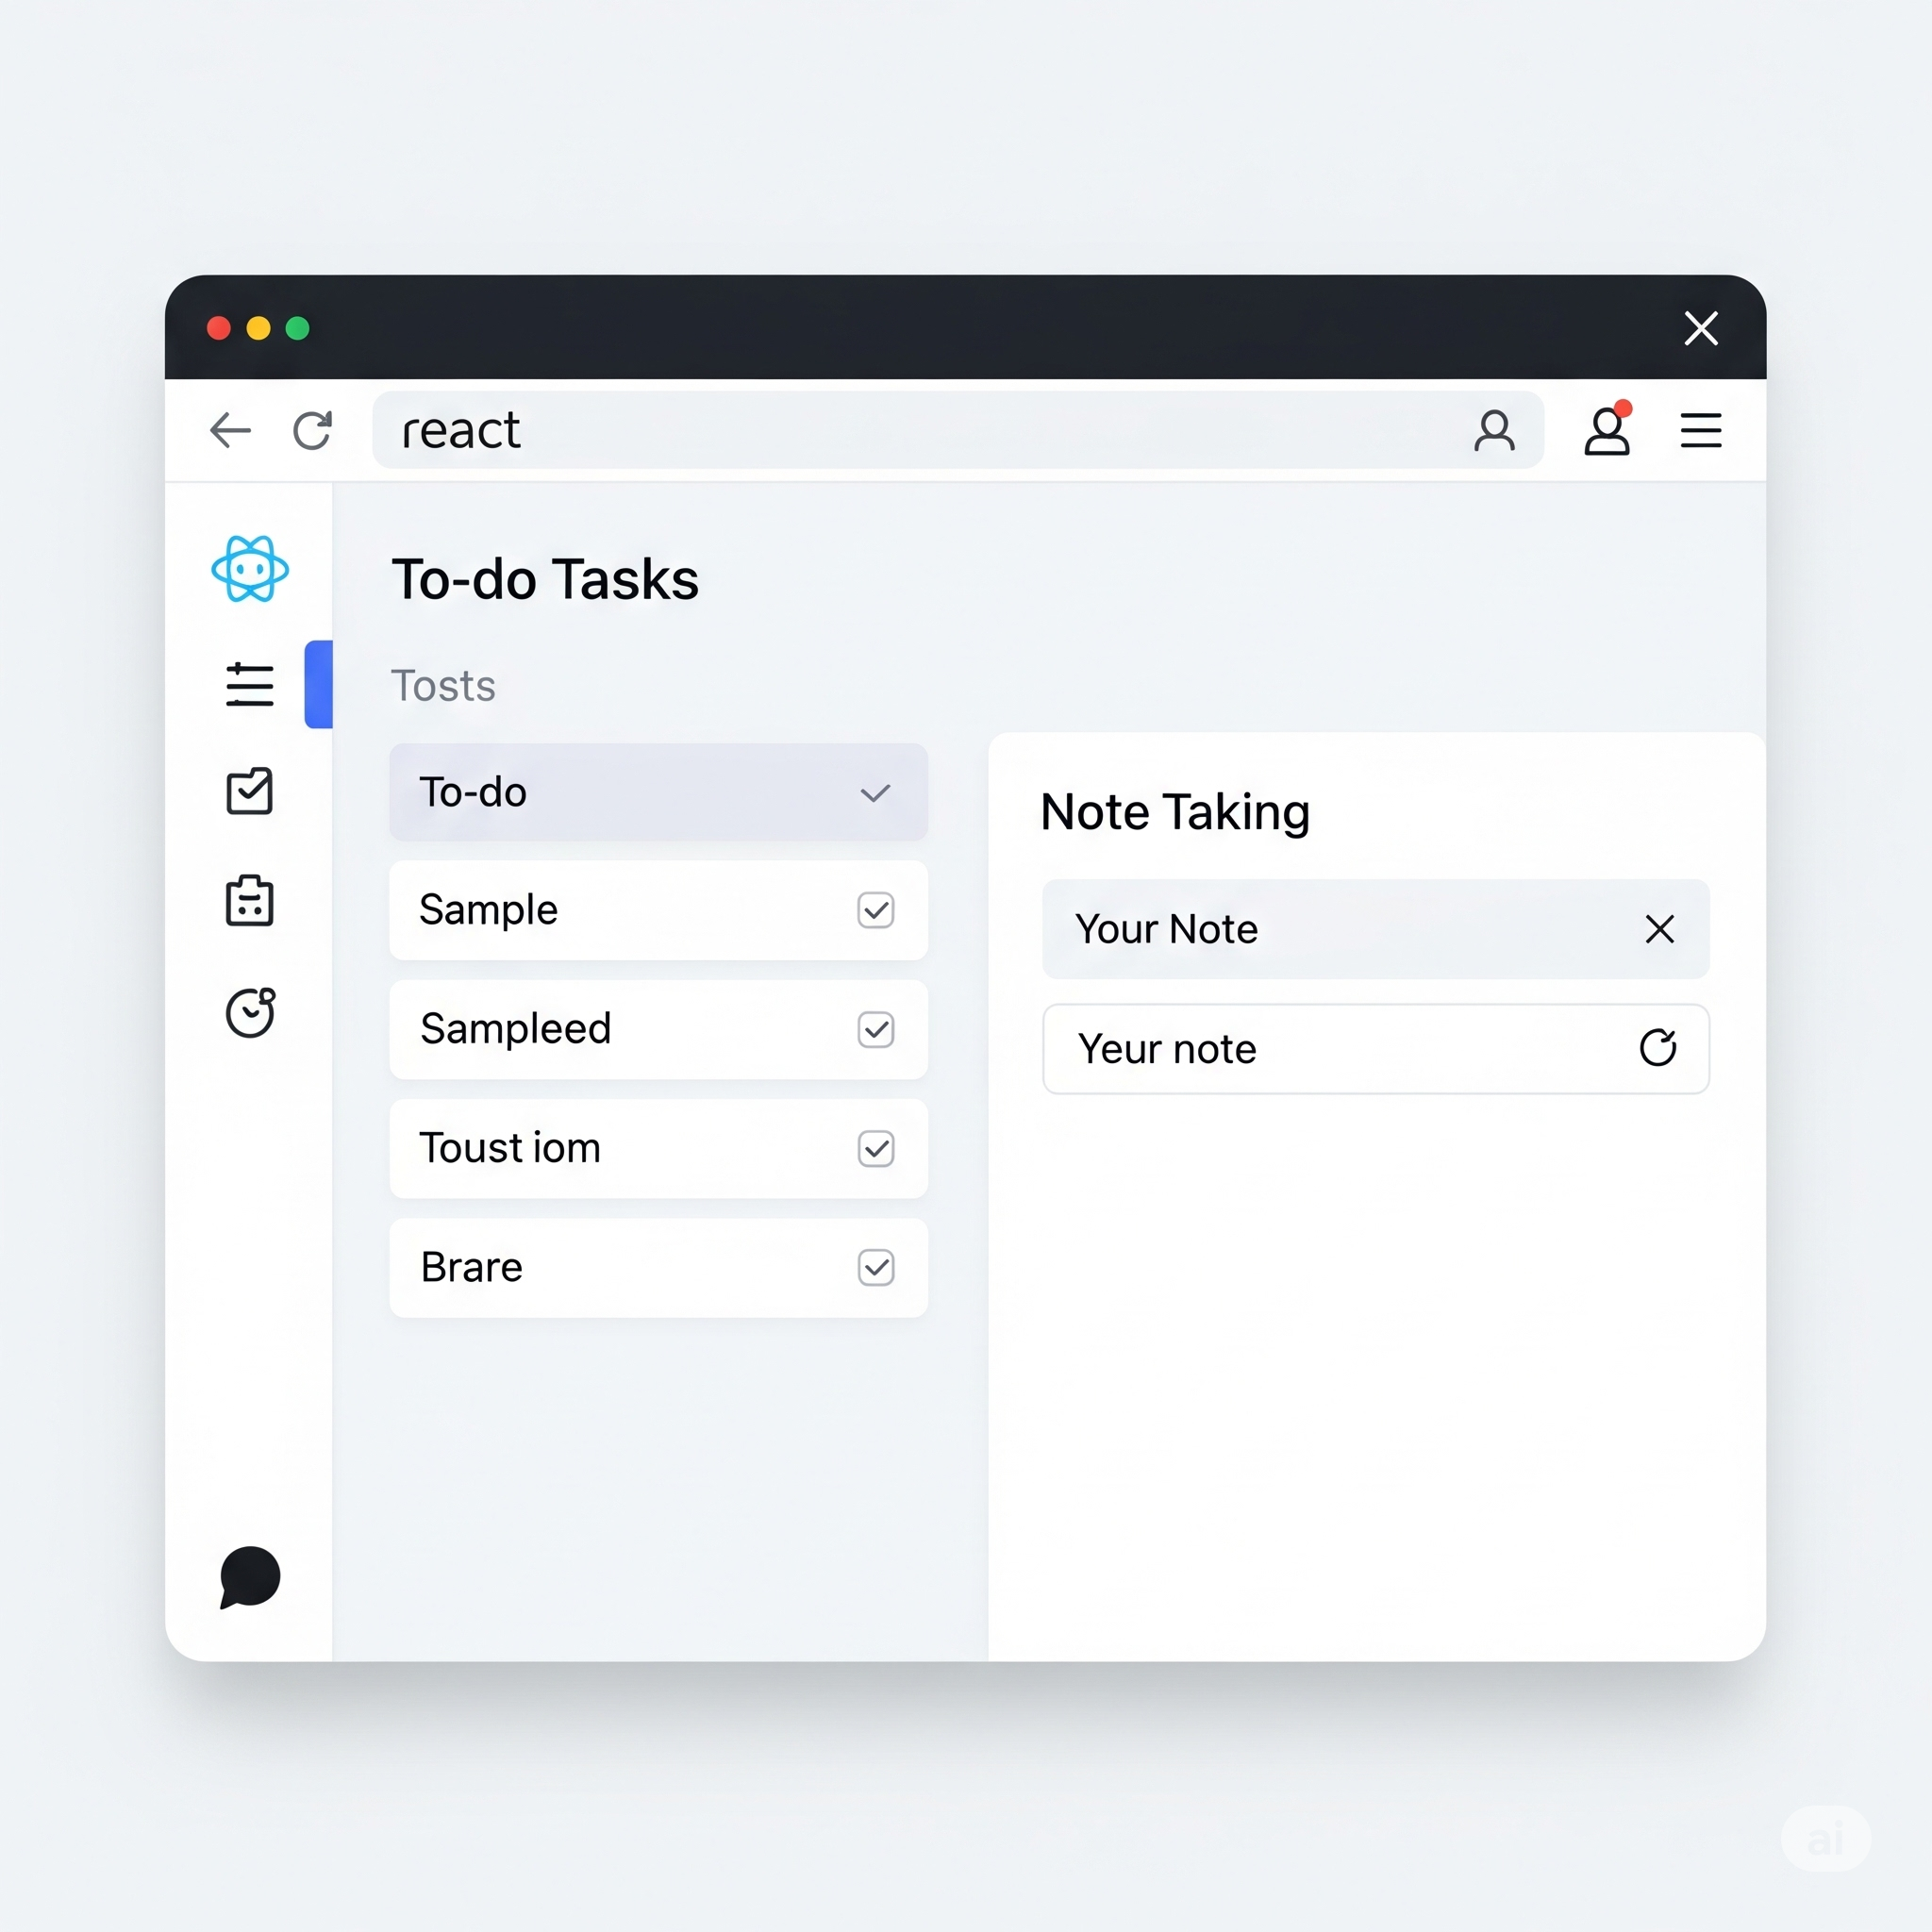 react
To-do Tasks
Tosts
To-do
Sample
Sampleed
Toust iom
Brare
Note Taking
Your Note
Yeur note
ai